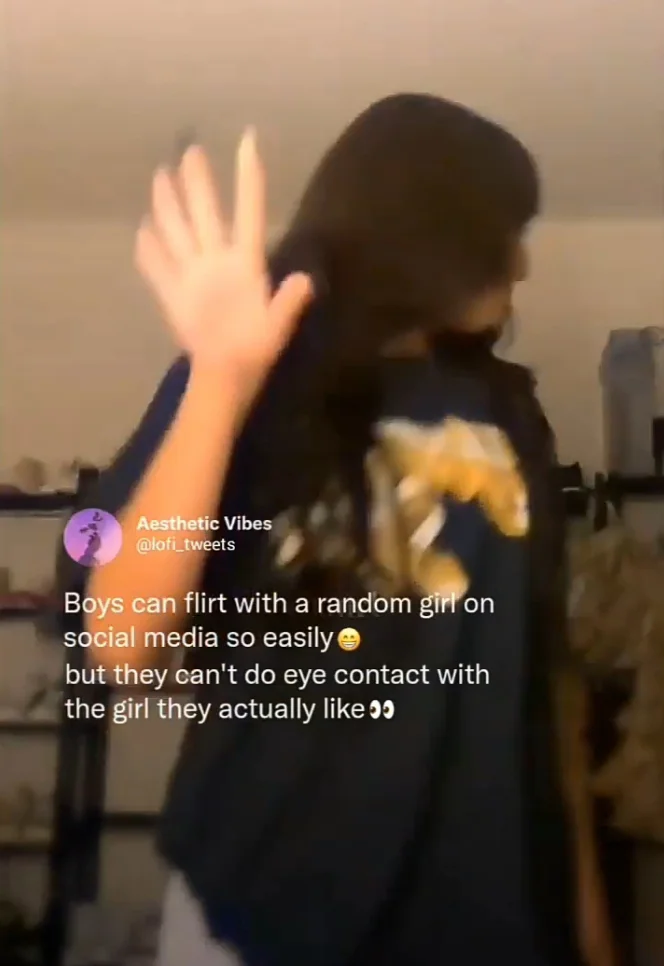 Aesthetic Vibes
@lofi_tweets
Boys can flirt with a random girl on
social media so easily😁
but they can't do eye contact with
the girl they actually like👀